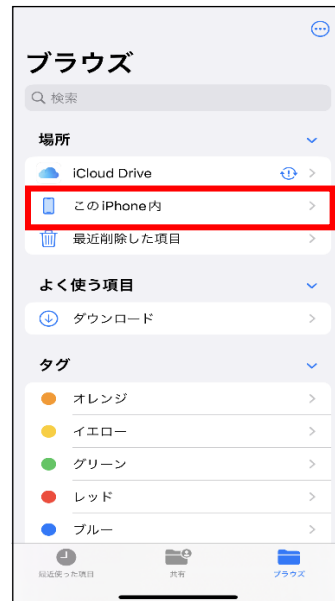 ブラウズ
検索
場所
iCloud Drive
このiPhone内
最近削除した項目
よく使う項目
ダウンロード
タグ
オレンジ
イエロー
グリーン
レッド
ブルー
最近使った項目
共有
ブラウズ